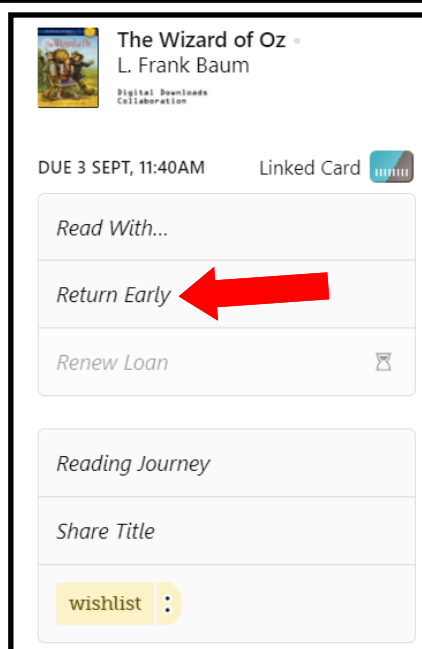 The Wizard of Oz
L. Frank Baum
Digital Downloads
Collaboration
DUE 3 SEPT, 11:40AM Linked Card
Read With...
Return Early
Renew Loan
Reading Journey
Share Title
wishlist